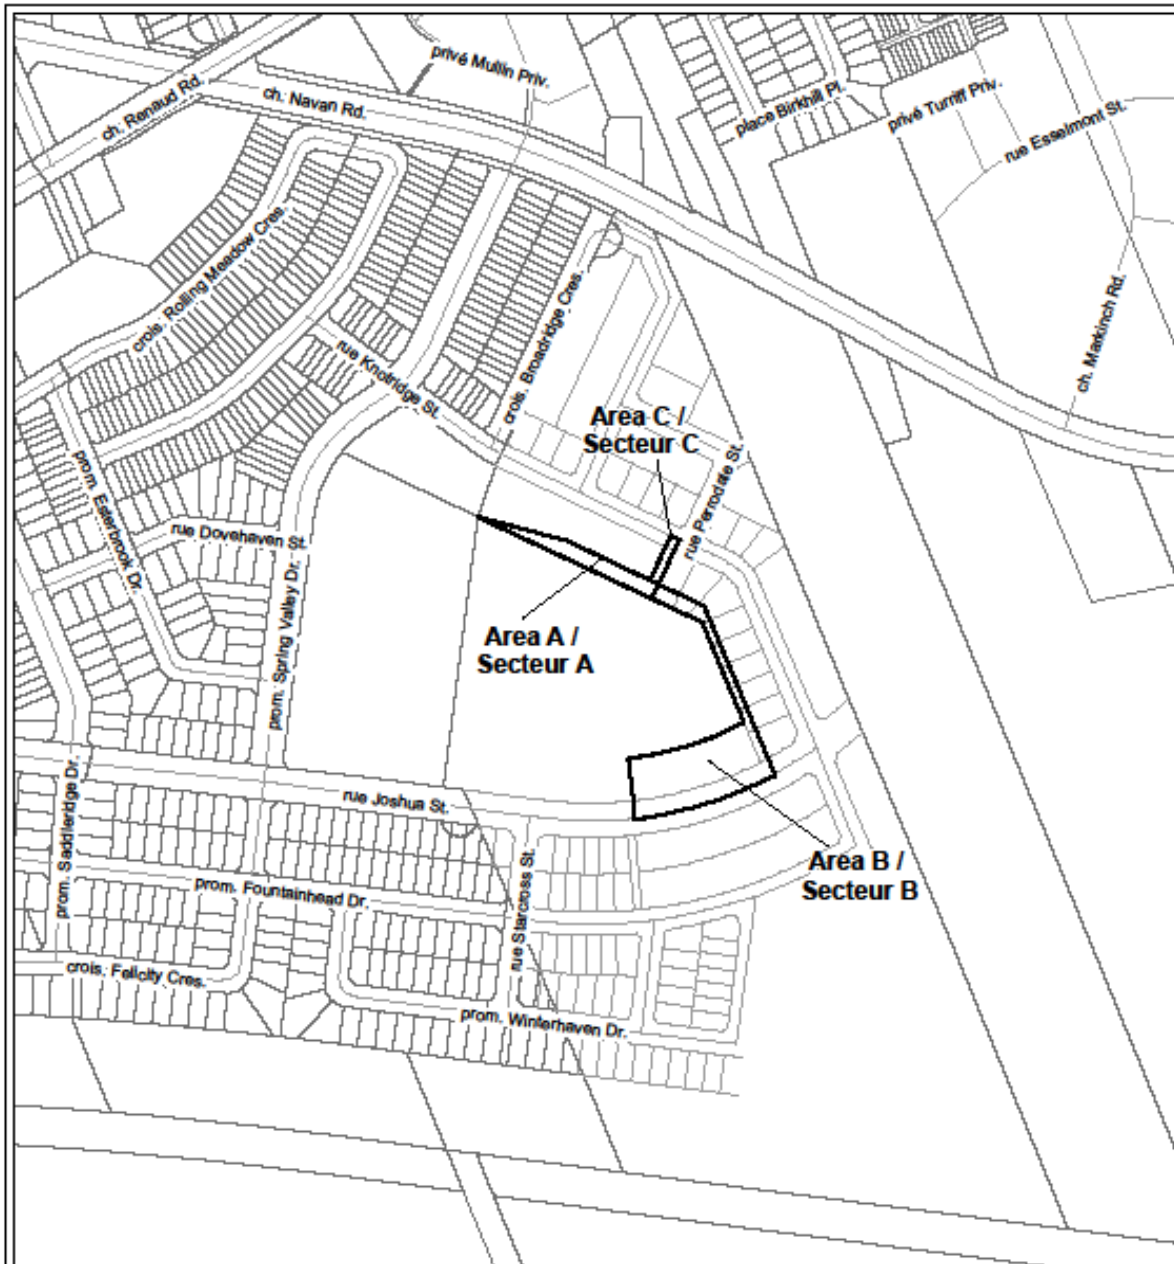 privé Mullin Priv.
ch. Renaud Rd.
ch. Navan Rd.
place Birkhill Pl.
privé Turriff Priv.
rue Esselmont St.
crois. Rolling Meadow Cres.
crois. Broadridge Cres.
ch. Markinch Rd.
rue Knotridge St.
Area C /
Secteur C
rue Perrodale St.
prom. Esterbrook Dr.
rue Dovehaven St.
prom. Spring Valley Dr.
Area A /
Secteur A
prom. Saddleridge Dr.
rue Joshua St.
Area B /
Secteur B
prom. Fountainhead Dr.
rue Starcross St.
crois. Felicity Cres.
prom. Winterhaven Dr.